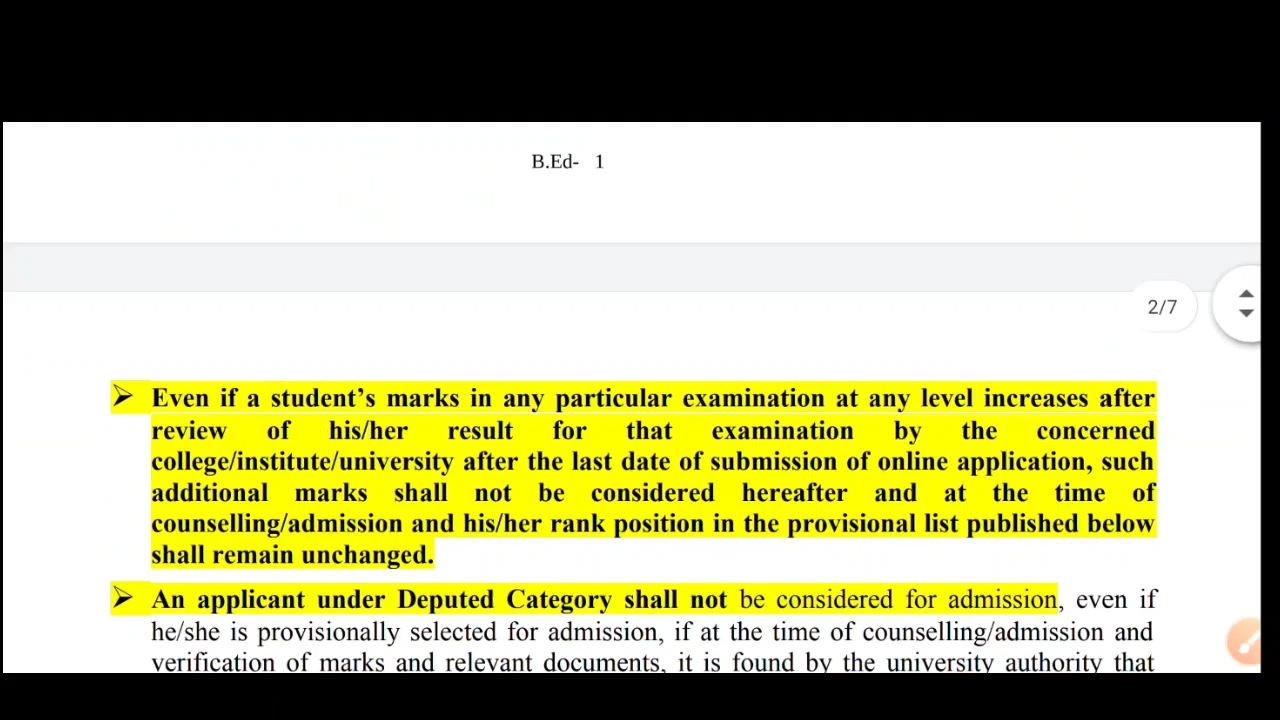 B.Ed- 1
2/7
➢ Even if a student’s marks in any particular examination at any level increases after
review of his/her result for that examination by the concerned
college/institute/university after the last date of submission of online application, such
additional marks shall not be considered hereafter and at the time of
counselling/admission and his/her rank position in the provisional list published below
shall remain unchanged.
➢ An applicant under Deputed Category shall not be considered for admission, even if
he/she is provisionally selected for admission, if at the time of counselling/admission and
verification of marks and relevant documents, it is found by the university authority that